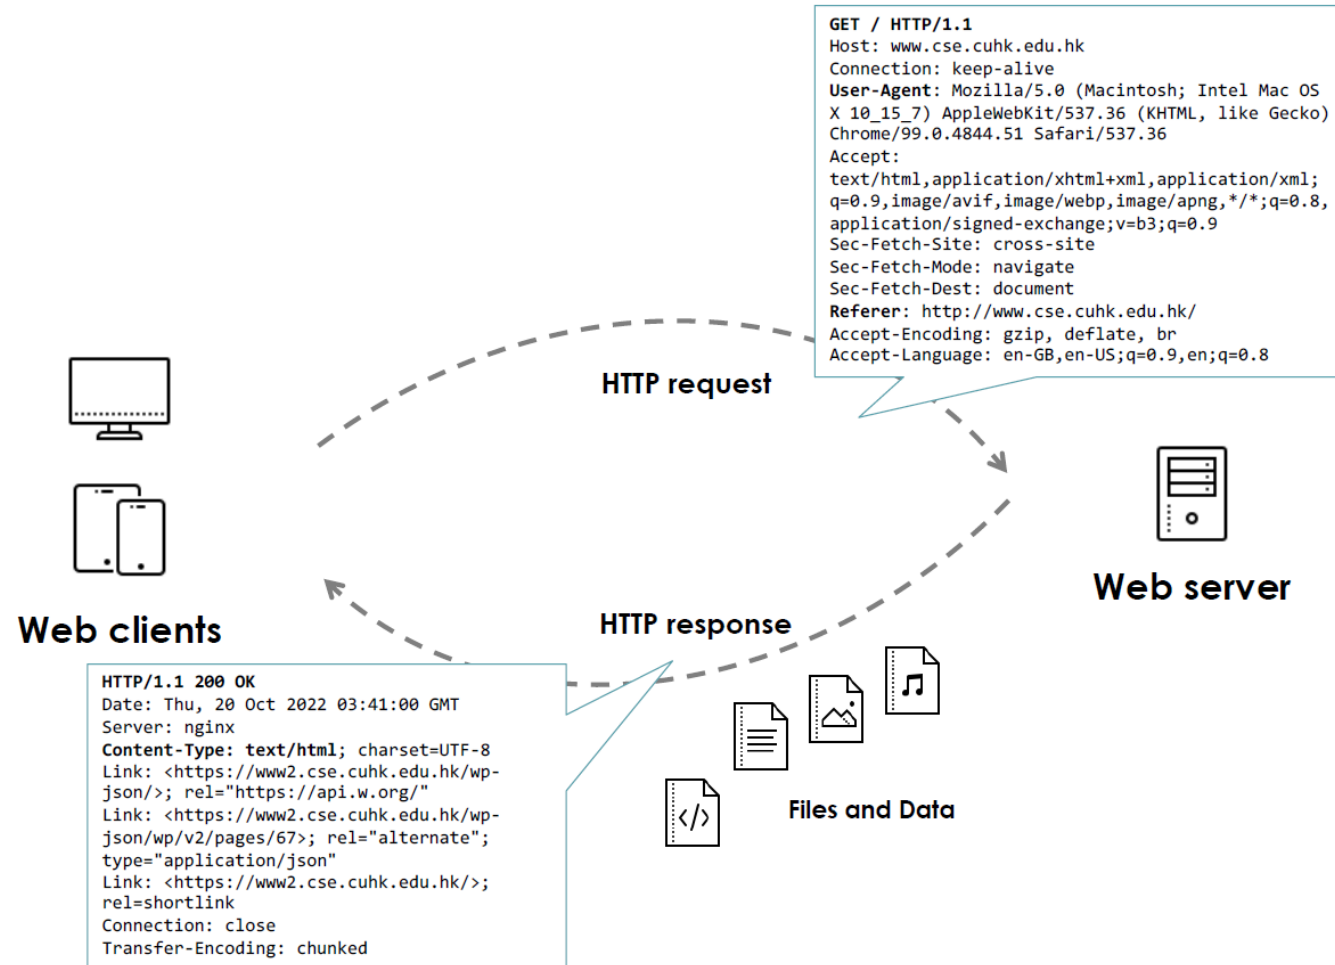 GET / HTTP/1.1
Host: www.cse.cuhk.edu.hk
Connection: keep-alive
User-Agent: Mozilla/5.0 (Macintosh; Intel Mac OS
X 10_15_7) AppleWebKit/537.36 (KHTML, like Gecko)
Chrome/99.0.4844.51 Safari/537.36
Accept:
text/html,application/xhtml+xml,application/xml;
q=0.9,image/avif,image/webp,image/apng,*/*;q=0.8,
application/signed-exchange;v=b3;q=0.9
Sec-Fetch-Site: cross-site
Sec-Fetch-Mode: navigate
Sec-Fetch-Dest: document
Referer: http://www.cse.cuhk.edu.hk/
Accept-Encoding: gzip, deflate, br
Accept-Language: en-GB,en-US;q=0.9,en;q=0.8
HTTP request
Web server
Web clients
HTTP response
HTTP/1.1 200 OK
Date: Thu, 20 Oct 2022 03:41:00 GMT
Server: nginx
Content-Type: text/html; charset=UTF-8
Link: <https://www2.cse.cuhk.edu.hk/wp-
json/>; rel="https://api.w.org/"
Link: <https://www2.cse.cuhk.edu.hk/wp-
json/wp/v2/pages/67>; rel="alternate";
type="application/json"
Link: <https://www2.cse.cuhk.edu.hk/>;
rel=shortlink
Connection: close
Transfer-Encoding: chunked
</>
Files and Data